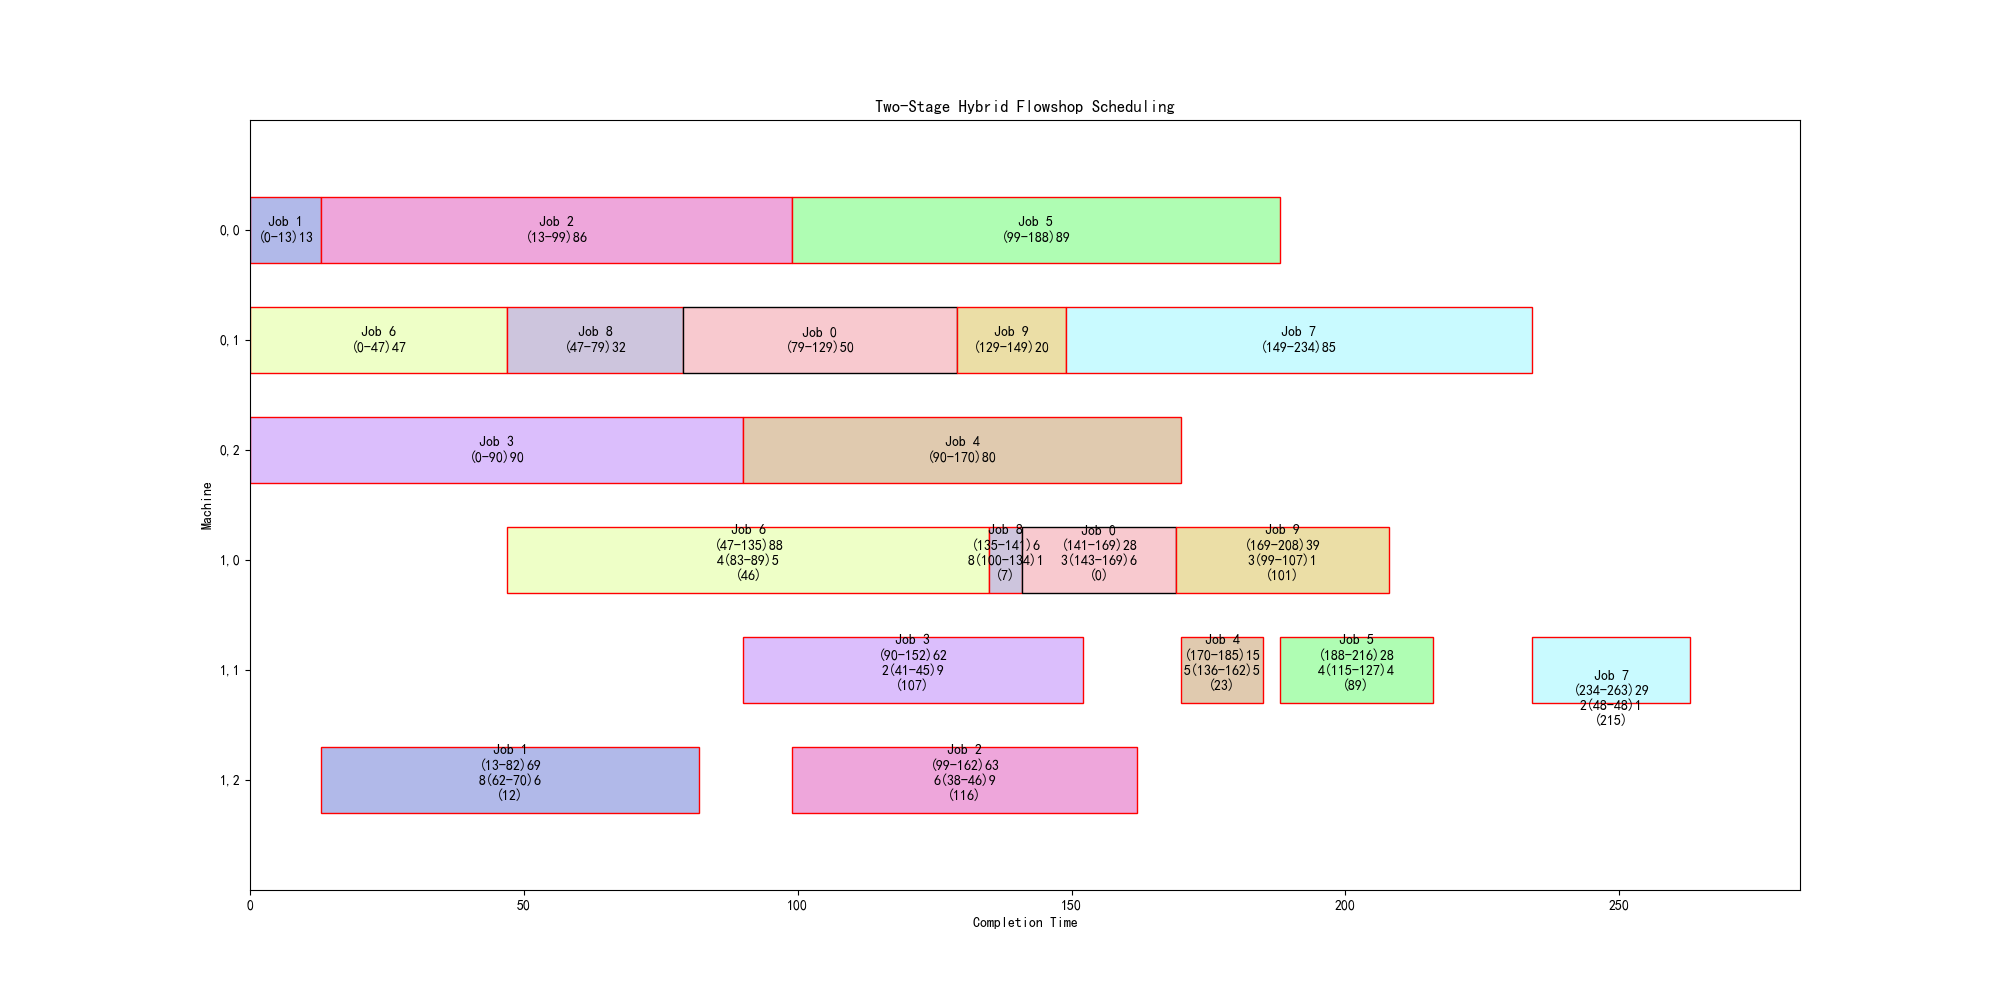 Two-Stage Hybrid Flowshop Scheduling
0,0
Job 1
(0-13)13
Job 2
(13-99)86
Job 5
(99-188)89
0,1
Job 6
(0-47)47
Job 8
(47-79)32
Job 0
(79-129)50
Job 9
(129-149)20
Job 7
(149-234)85
0,2
Job 3
(0-90)90
Job 4
(90-170)80
Machine
1,0
Job 6
(47-135)88
4(83-89)5
(46)
Job 8
(135-141)6
8(100-134)1
(7)
Job 0
(141-169)28
3(143-169)6
(0)
Job 9
(169-208)39
3(99-107)1
(101)
1,1
Job 3
(90-152)62
2(41-45)9
(107)
Job 4
(170-185)15
5(136-162)5
(23)
Job 5
(188-216)28
4(115-127)4
(89)
Job 7
(234-263)29
2(48-48)1
(215)
1,2
Job 1
(13-82)69
8(62-70)6
(12)
Job 2
(99-162)63
6(38-46)9
(116)
0
50
100
150
200
250
Completion Time